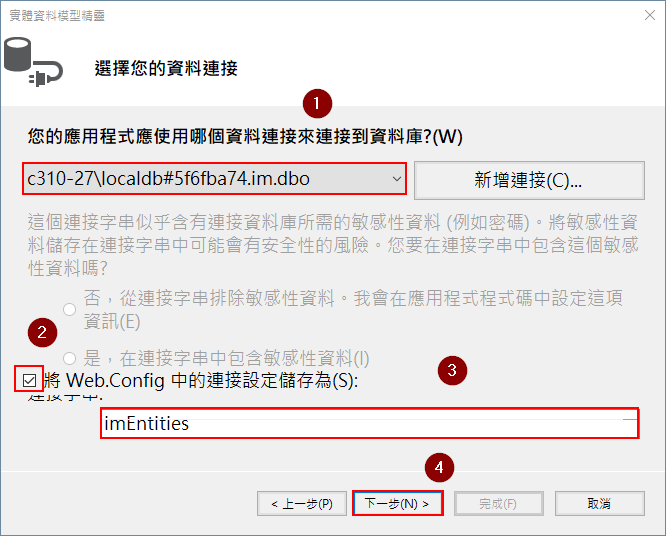 實體資料模型精靈
選擇您的資料連接
1
您的應用程式應使用哪個資料連接來連接到資料庫?(W)
c310-27\localdb#5f6fba74.im.dbo
新增連接(C)...
這個連接字串似乎含有連接資料庫所需的敏感性資料 (例如密碼)。將敏感性資
料儲存在連接字串中可能會有安全性的風險。您要在連接字串中包含這個敏感
性資料嗎?
否，從連接字串排除敏感性資料。我會在應用程式程式碼中設定這項
資訊(E)
2
是，在連接字串中包含敏感性資料(I)
3
將 Web.Config 中的連接設定儲存為(S):
連接字串:
imEntities
4
< 上一步(P)
下一步(N) >
完成(F)
取消